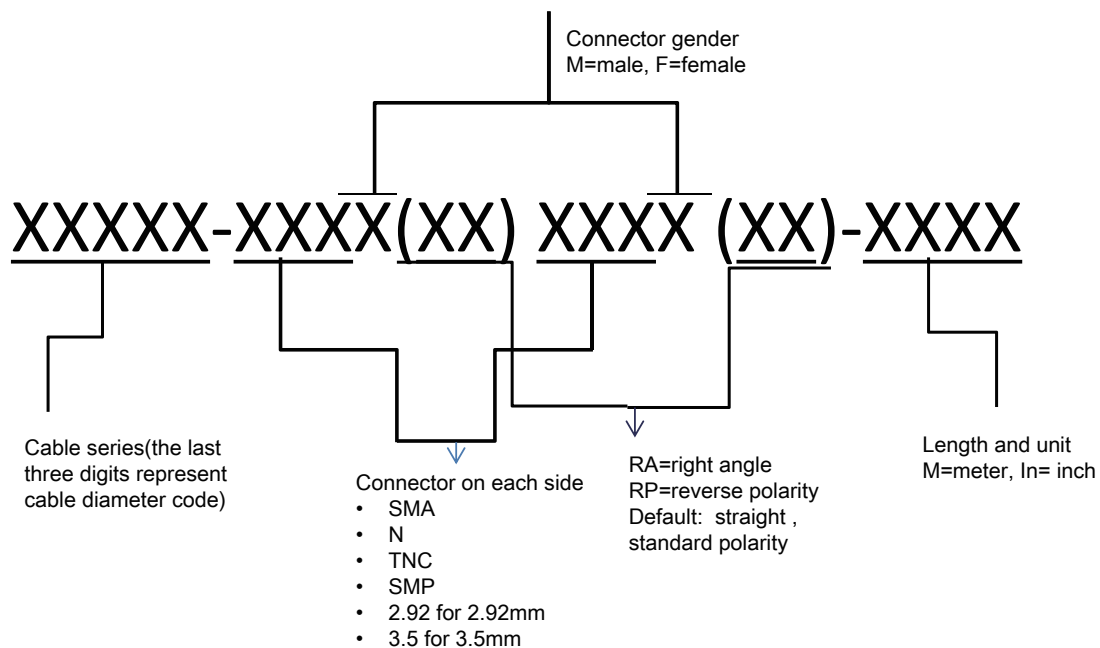 Connector gender
M=male, F=female
XXXXX-XXXX(XX) XXXX (XX)-XXXX
Cable series(the last
three digits represent
cable diameter code)
Connector on each side
• SMA
• N
• TNC
• SMP
• 2.92 for 2.92mm
• 3.5 for 3.5mm
RA=right angle
RP=reverse polarity
Default: straight ,
standard polarity
Length and unit
M=meter, In= inch